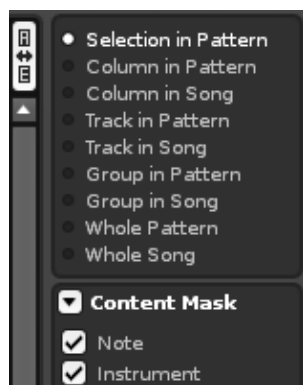 A
↔
B
Selection in Pattern
Column in Pattern
Column in Song
Track in Pattern
Track in Song
Group in Pattern
Group in Song
Whole Pattern
Whole Song
Content Mask
Note
Instrument